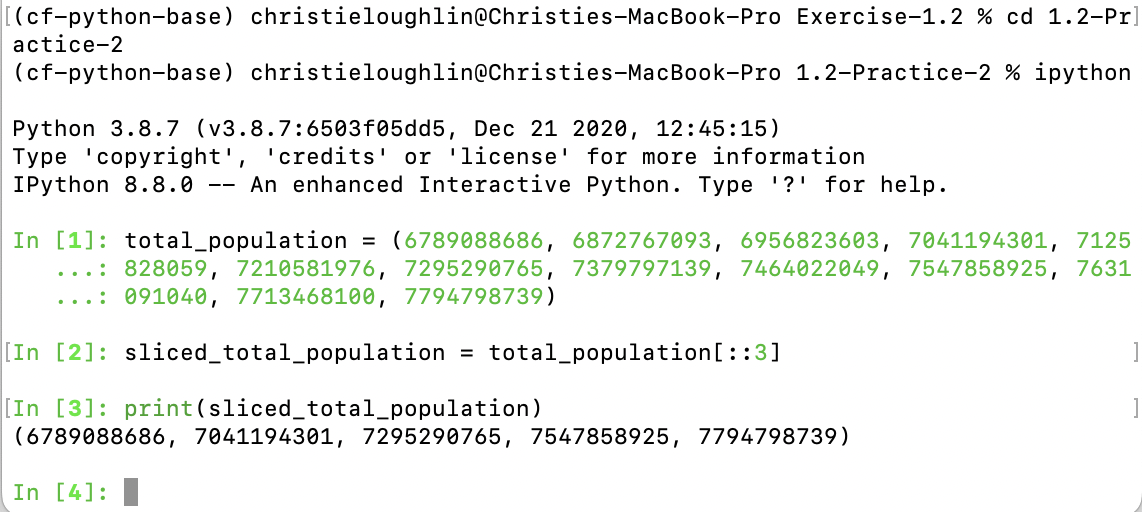 [(cf-python-base) christieloughlin@Christies-MacBook-Pro Exercise-1.2 % cd 1.2-Pr]
actice-2
(cf-python-base) christieloughlin@Christies-MacBook-Pro 1.2-Practice-2 % ipython
Python 3.8.7 (v3.8.7:6503f05dd5, Dec 21 2020, 12:45:15)
Type 'copyright', 'credits' or 'license' for more information
IPython 8.8.0 -- An enhanced Interactive Python. Type '?' for help.
In [1]: total_population = (6789088686, 6872767093, 6956823603, 7041194301, 7125
...: 828059, 7210581976, 7295290765, 7379797139, 7464022049, 7547858925, 7631
...: 091040, 7713468100, 7794798739)
[In [2]: sliced_total_population = total_population[::3] ]
[In [3]: print(sliced_total_population) ]
(6789088686, 7041194301, 7295290765, 7547858925, 7794798739)
In [4]: